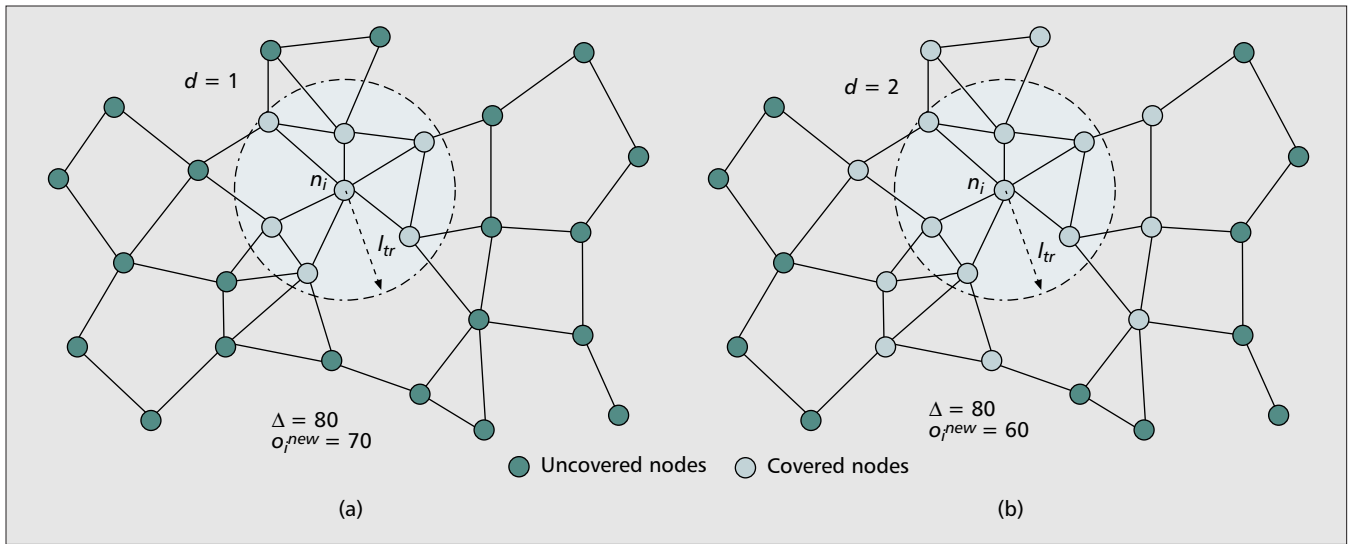 d = 1
n_i
l_tr
Δ = 80
o_i^new = 70
d = 2
n_i
l_tr
Δ = 80
o_i^new = 60
Uncovered nodes
Covered nodes
(a)
(b)